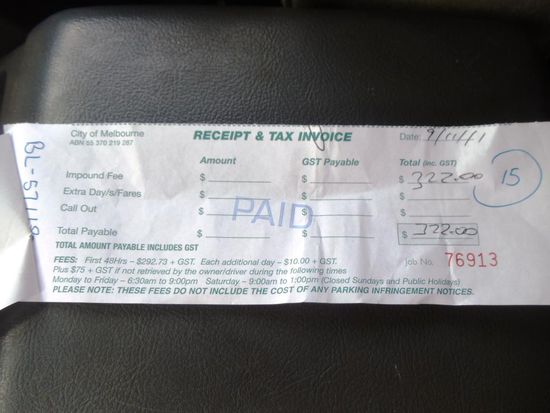 City of Melbourne
ABN 55 370 219 287
RECEIPT & TAX INVOICE
Date: 9/11/11
Amount GST Payable Total (inc. GST)
Impound Fee $ $ $ 322.00
Extra Day/s/Fares $ $ $
Call Out $ $ $
Total Payable $ $ $ 322.00
PAID
15
TOTAL AMOUNT PAYABLE INCLUDES GST
Job No. 76913
FEES: First 48Hrs – $292.73 + GST. Each additional day – $10.00 + GST.
Plus $75 + GST if not retrieved by the owner/driver during the following times
Monday to Friday – 6:30am to 9:00pm Saturday – 9:00am to 1:00pm (Closed Sundays and Public Holidays)
PLEASE NOTE: THESE FEES DO NOT INCLUDE THE COST OF ANY PARKING INFRINGEMENT NOTICES.